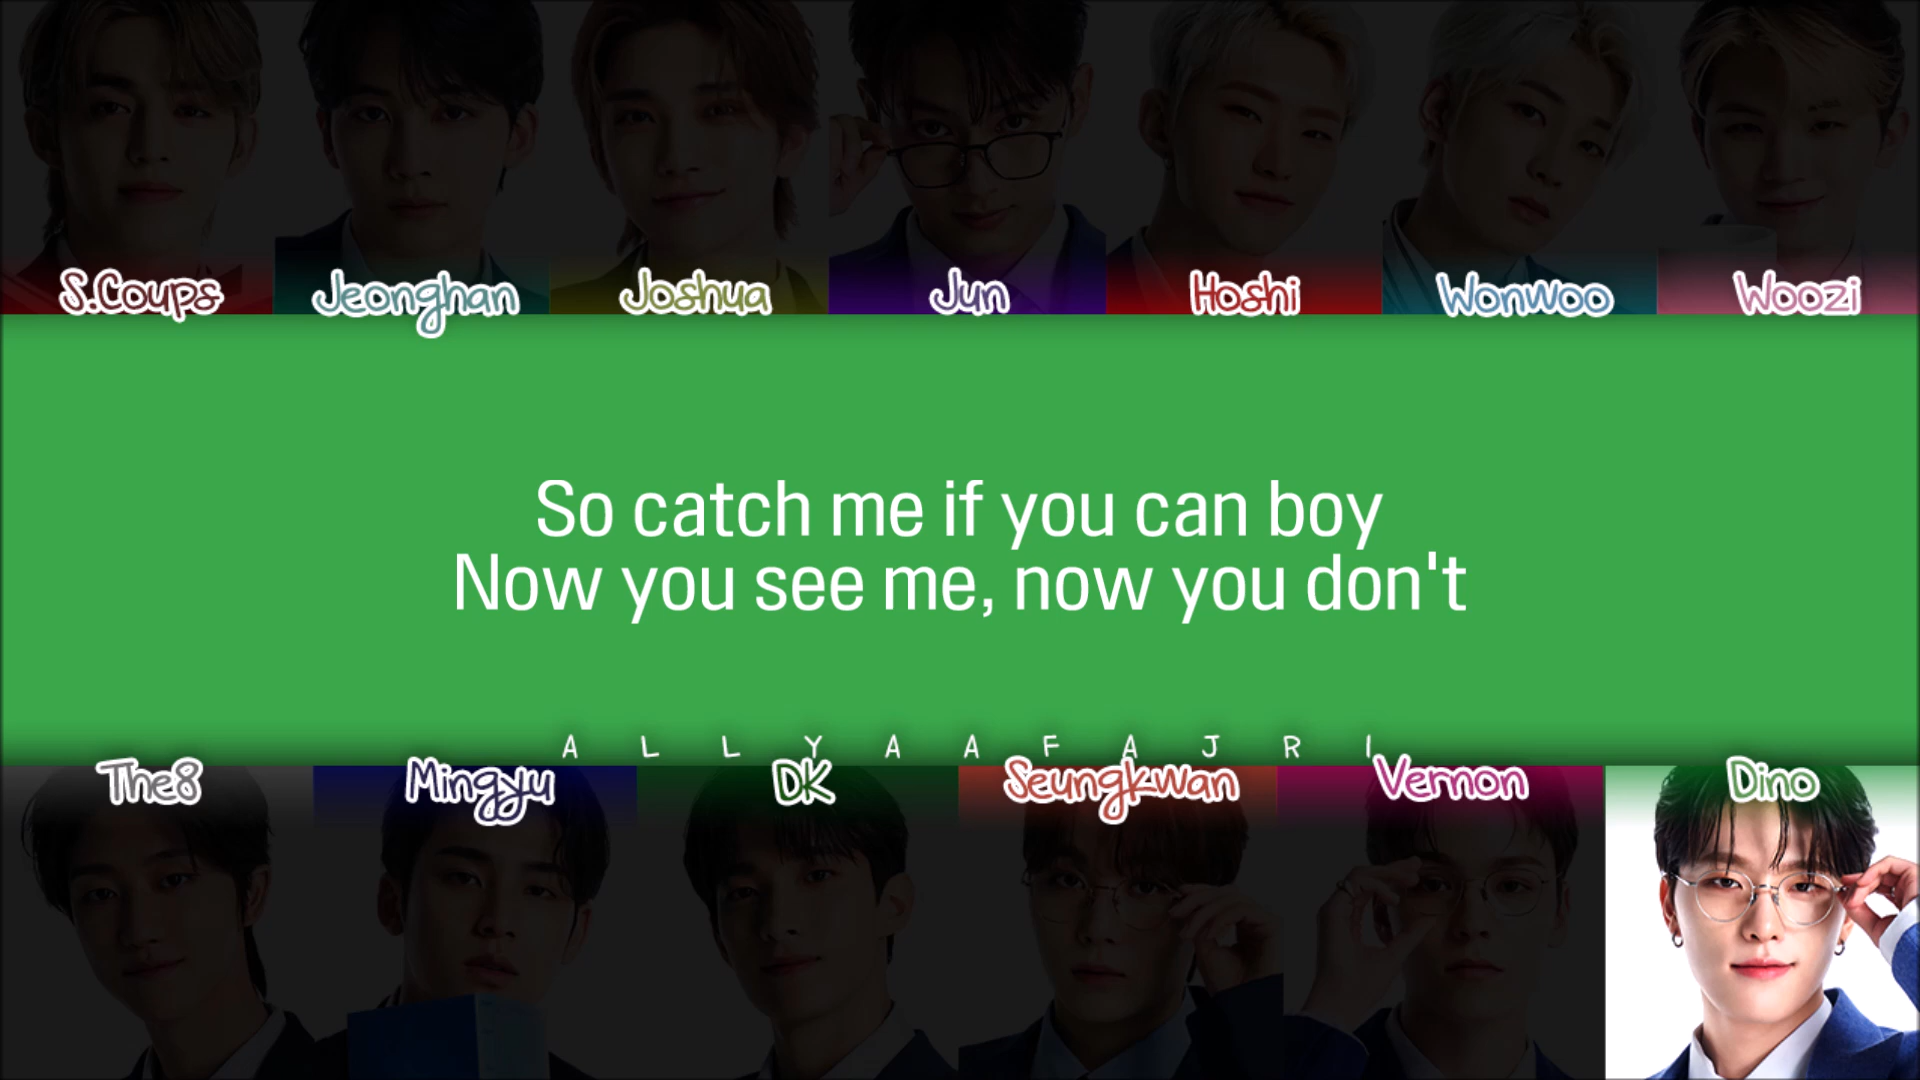 S.Coups Jeonghan Joshua Jun Hoshi Wonwoo Woozi
So catch me if you can boy
Now you see me, now you don't
ALLYAAFAJRI
The8 Mingyu DK Seungkwan Vernon Dino